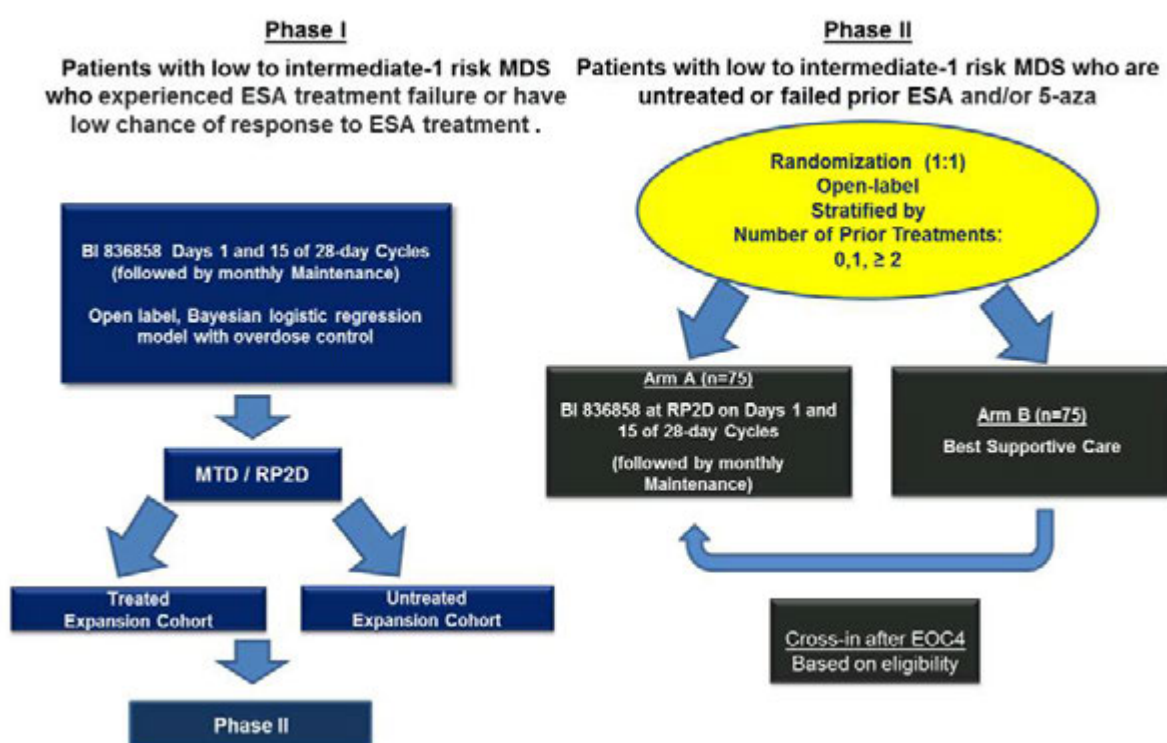 Phase I
Patients with low to intermediate-1 risk MDS
who experienced ESA treatment failure or have
low chance of response to ESA treatment .
BI 836858 Days 1 and 15 of 28-day Cycles
(followed by monthly Maintenance)
Open label, Bayesian logistic regression
model with overdose control
MTD / RP2D
Treated
Expansion Cohort
Untreated
Expansion Cohort
Phase II
Phase II
Patients with low to intermediate-1 risk MDS who are
untreated or failed prior ESA and/or 5-aza
Randomization (1:1)
Open-label
Stratified by
Number of Prior Treatments:
0,1, ≥ 2
Arm A (n=75)
BI 836858 at RP2D on Days 1 and
15 of 28-day Cycles
(followed by monthly
Maintenance)
Arm B (n=75)
Best Supportive Care
Cross-in after EOC4
Based on eligibility